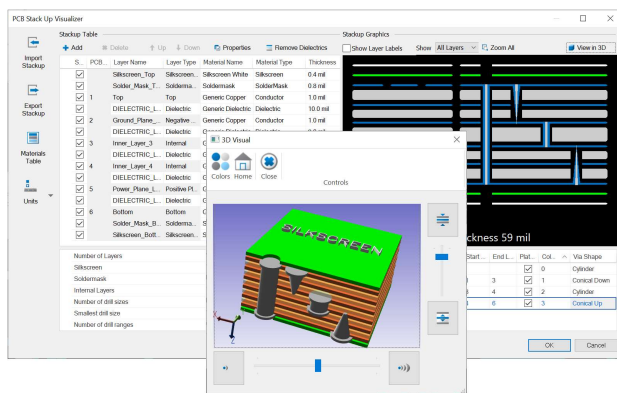 PCB Stack Up Visualizer
Import Stackup
Export Stackup
Materials Table
Units
Stackup Table
Add Delete Up Down Properties Remove Dielectrics
S... PCB... Layer Name Layer Type Material Name Material Type Thickness
Silkscreen_Top Silkscreen... Silkscreen White Silkscreen 0.4 mil
Solder_Mask_T... Solderma... Soldermask SolderMask 0.8 mil
1 Top Top Generic Copper Conductor 1.0 mil
DIELECTRIC_L... Dielectric Generic Dielectric Dielectric 10.0 mil
2 Ground_Plane_... Negative ... Generic Copper Conductor 1.0 mil
DIELECTRIC_L... Dielectric Generic Dielectric Dielectric
3 Inner_Layer_3 Internal G
DIELECTRIC_L... Dielectric G
4 Inner_Layer_4 Internal G
DIELECTRIC_L... Dielectric G
5 Power_Plane_L... Positive Pl... G
DIELECTRIC_L... Dielectric G
6 Bottom Bottom G
Solder_Mask_B... Solderma... S
Silkscreen_Bott... Silkscreen... S
Number of Layers
Silkscreen
Soldermask
Internal Layers
Number of drill sizes
Smallest drill size
Number of drill ranges
Stackup Graphics
Show Layer Labels Show All Layers Zoom All View in 3D
ckness 59 mil
Start ... End L... Plat... Col... Via Shape
0 Cylinder
3 1 Conical Down
4 2 Cylinder
6 3 Conical Up
OK Cancel
3D Visual
Colors Home Close
Controls
SILKSCREEN
X
Z